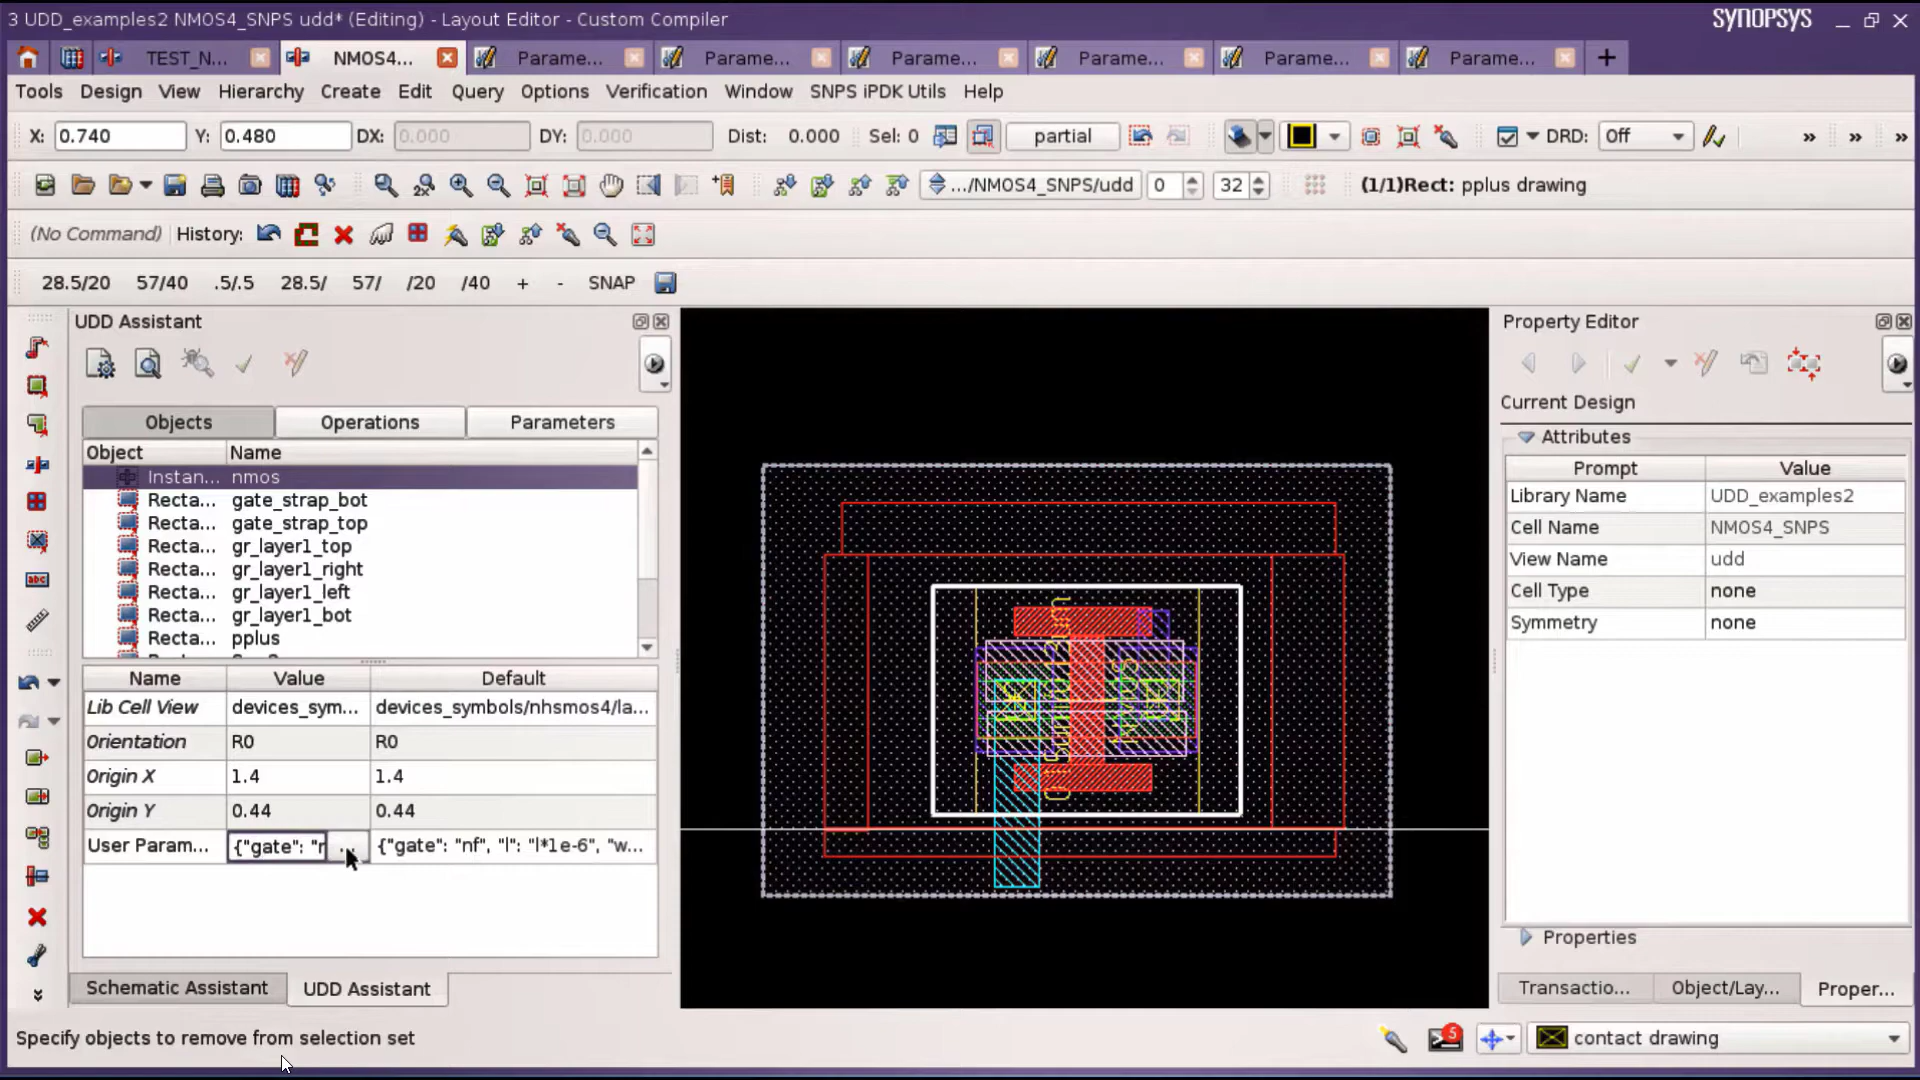 3 UDD_examples2 NMOS4_SNPS udd* (Editing) - Layout Editor - Custom Compiler
SYNOPSYS
TEST_N... NMOS4... Parame... Parame... Parame... Parame... Parame... Parame...
Tools Design View Hierarchy Create Edit Query Options Verification Window SNPS iPDK Utils Help
X: 0.740 Y: 0.480 DX: 0.000 DY: 0.000 Dist: 0.000 Sel: 0 partial DRD: Off » » »
2X .../NMOS4_SNPS/udd 0 32 (1/1)Rect: pplus drawing
(No Command) History:
28.5/20 57/40 .5/.5 28.5/ 57/ /20 /40 + - SNAP
UDD Assistant
Objects Operations Parameters
Object Name
Instan... nmos
Recta... gate_strap_bot
Recta... gate_strap_top
Recta... gr_layer1_top
Recta... gr_layer1_right
Recta... gr_layer1_left
Recta... gr_layer1_bot
Recta... pplus
Name Value Default
Lib Cell View devices_sym... devices_symbols/nhsmos4/la...
Orientation R0 R0
Origin X 1.4 1.4
Origin Y 0.44 0.44
User Param... {"gate": "n ... {"gate": "nf", "l": "l*1e-6", "w...
Schematic Assistant UDD Assistant
abc
Property Editor
Current Design
Attributes
Prompt Value
Library Name UDD_examples2
Cell Name NMOS4_SNPS
View Name udd
Cell Type none
Symmetry none
Properties
Transactio... Object/Lay... Proper...
Specify objects to remove from selection set
5
contact drawing